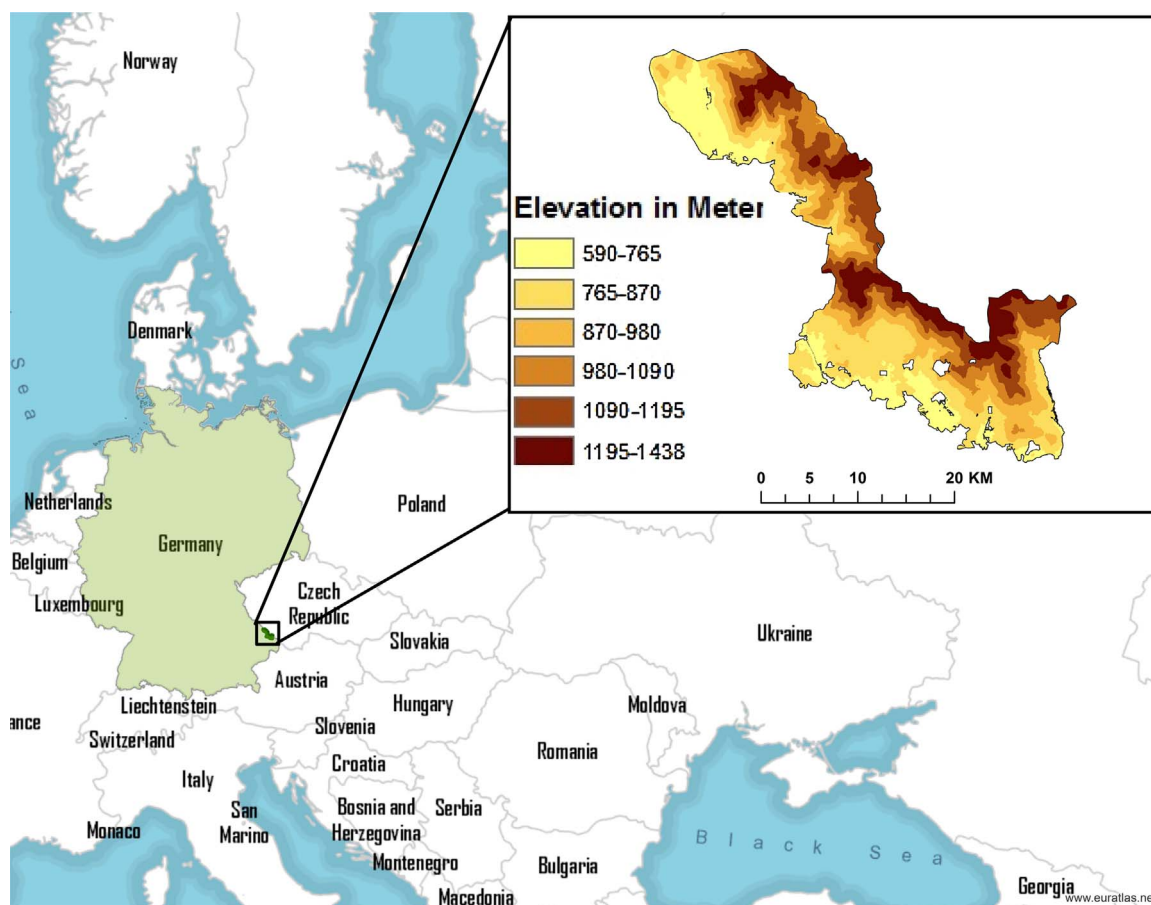 Norway
Denmark
Sea
Netherlands
Belgium
Luxembourg
Germany
Poland
Czech
Republic
Slovakia
Ukraine
Austria
Liechtenstein
Switzerland
ance
Hungary
Moldova
Slovenia
Croatia
Romania
Italy
San
Marino
Monaco
Bosnia and
Herzegovina
Serbia
Montenegro
Bulgaria
Macedonia
Black Sea
Georgia
www.euratlas.ne
Elevation in Meter
590-765
765-870
870-980
980-1090
1090-1195
1195-1438
0 5 10 20 KM